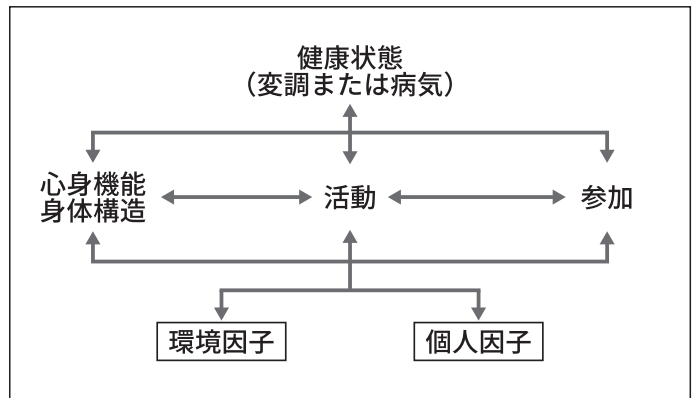 健康状態
（変調または病気）
心身機能
身体構造
活動
参加
環境因子
個人因子